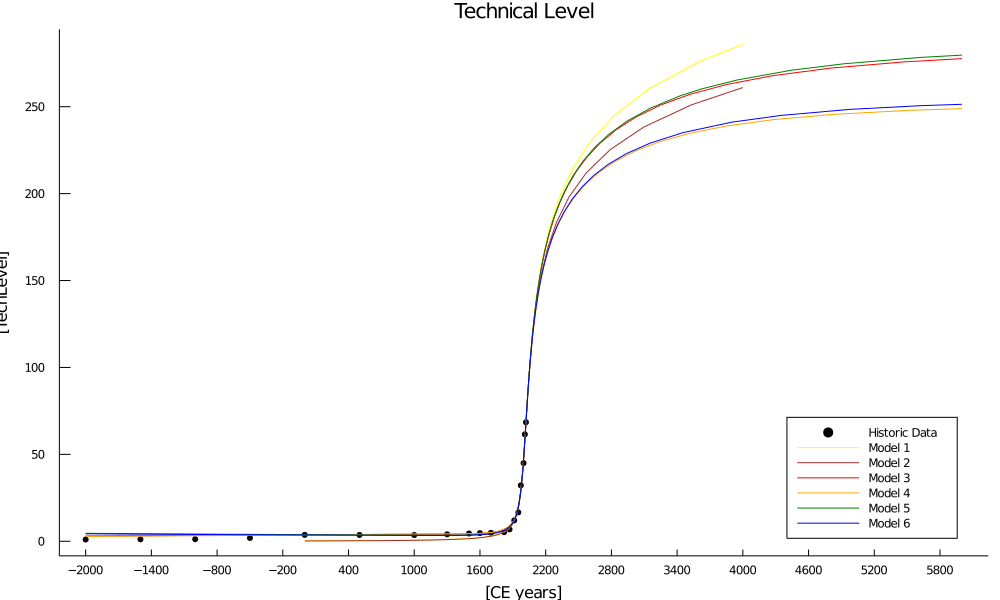 Technical Level
250
200
150
100
50
0
[TechLevel]
−2000 −1400 −800 −200 400 1000 1600 2200 2800 3400 4000 4600 5200 5800
[CE years]
Historic Data
Model 1
Model 2
Model 3
Model 4
Model 5
Model 6